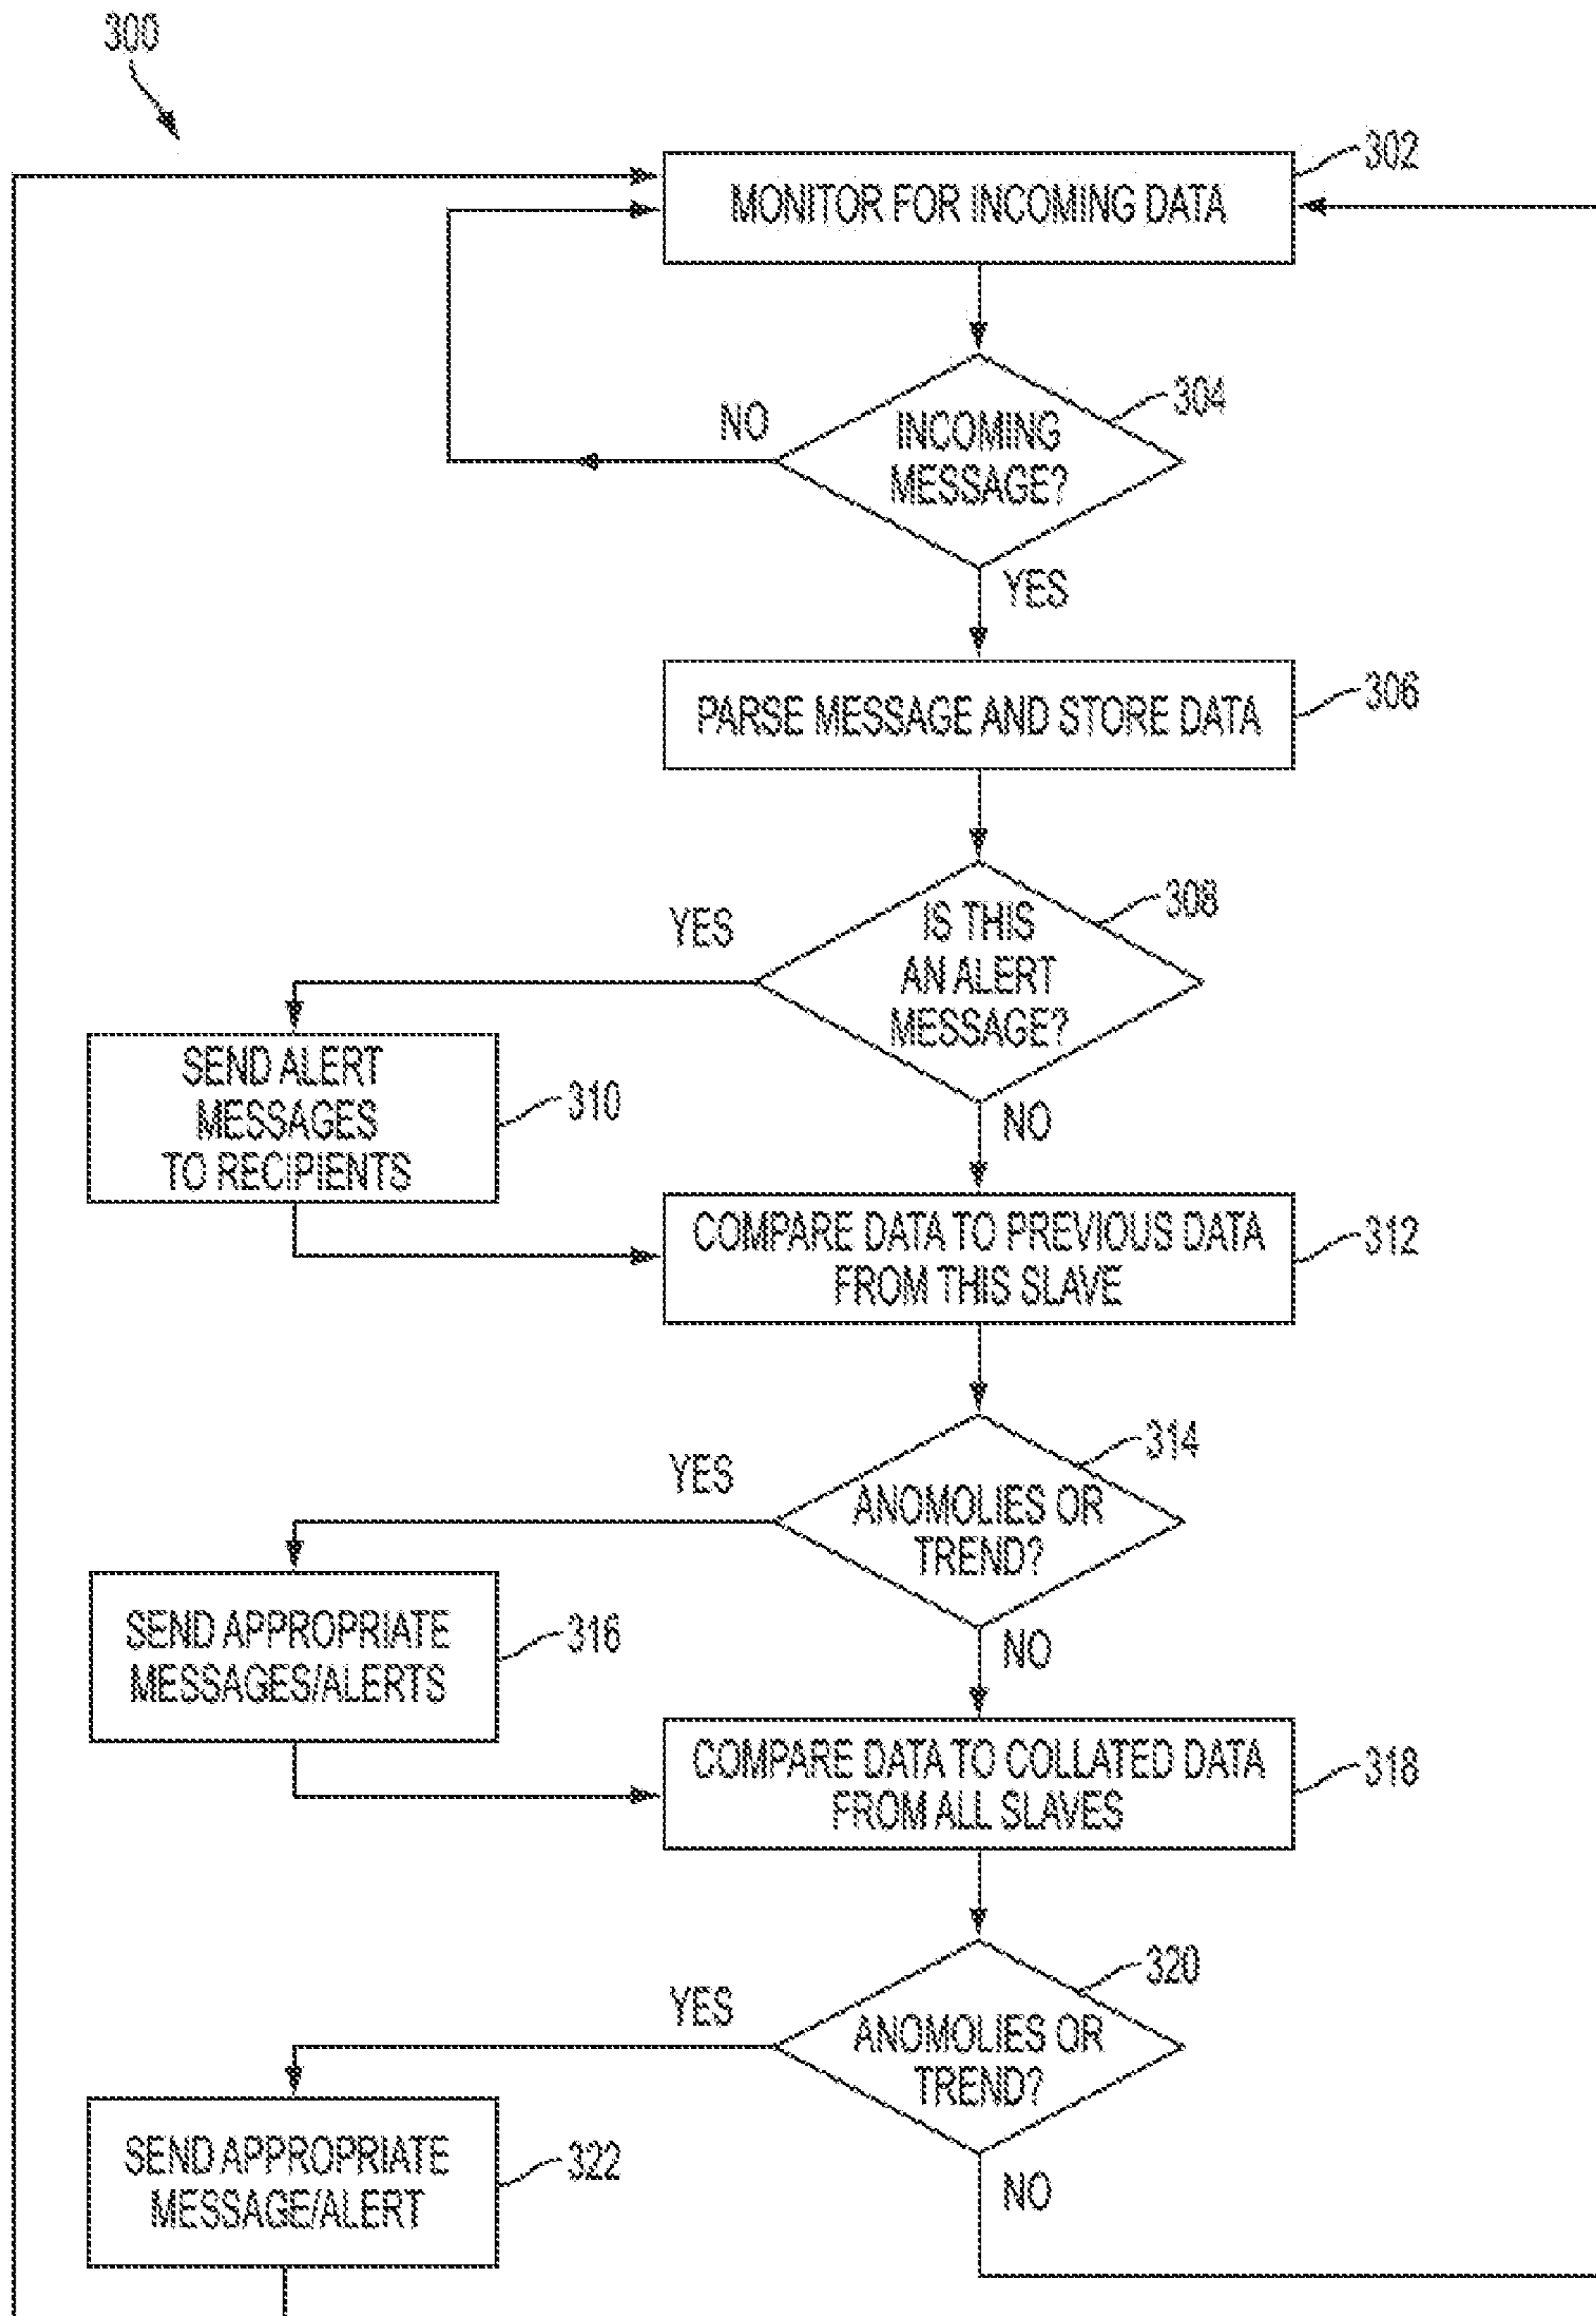 300
302
MONITOR FOR INCOMING DATA
304
NO
INCOMING
MESSAGE?
YES
306
PARSE MESSAGE AND STORE DATA
308
YES
IS THIS
AN ALERT
MESSAGE?
SEND ALERT
MESSAGES
TO RECIPIENTS
310
NO
COMPARE DATA TO PREVIOUS DATA
FROM THIS SLAVE
312
314
YES
ANOMOLIES OR
TREND?
SEND APPROPRIATE
MESSAGES/ALERTS
316
NO
COMPARE DATA TO COLLATED DATA
FROM ALL SLAVES
318
320
YES
ANOMOLIES OR
TREND?
SEND APPROPRIATE
MESSAGE/ALERT
322
NO